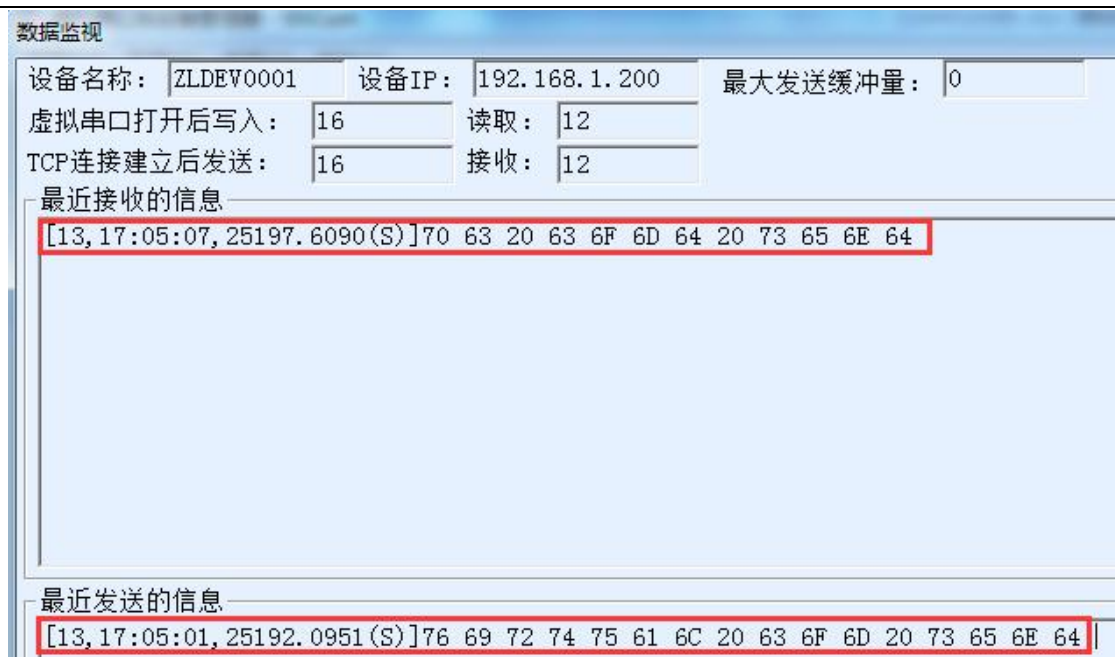 数据监视
设备名称： ZLDEV0001 设备IP： 192.168.1.200 最大发送缓冲量： 0
虚拟串口打开后写入： 16 读取： 12
TCP连接建立后发送： 16 接收： 12
最近接收的信息
[13,17:05:07,25197.6090(S)]70 63 20 63 6F 6D 64 20 73 65 6E 64
最近发送的信息
[13,17:05:01,25192.0951(S)]76 69 72 74 75 61 6C 20 63 6F 6D 20 73 65 6E 64